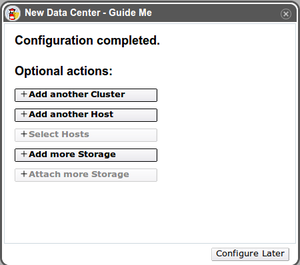 New Data Center - Guide Me
Configuration completed.
Optional actions:
+Add another Cluster
+Add another Host
+Select Hosts
+Add more Storage
+Attach more Storage
Configure Later